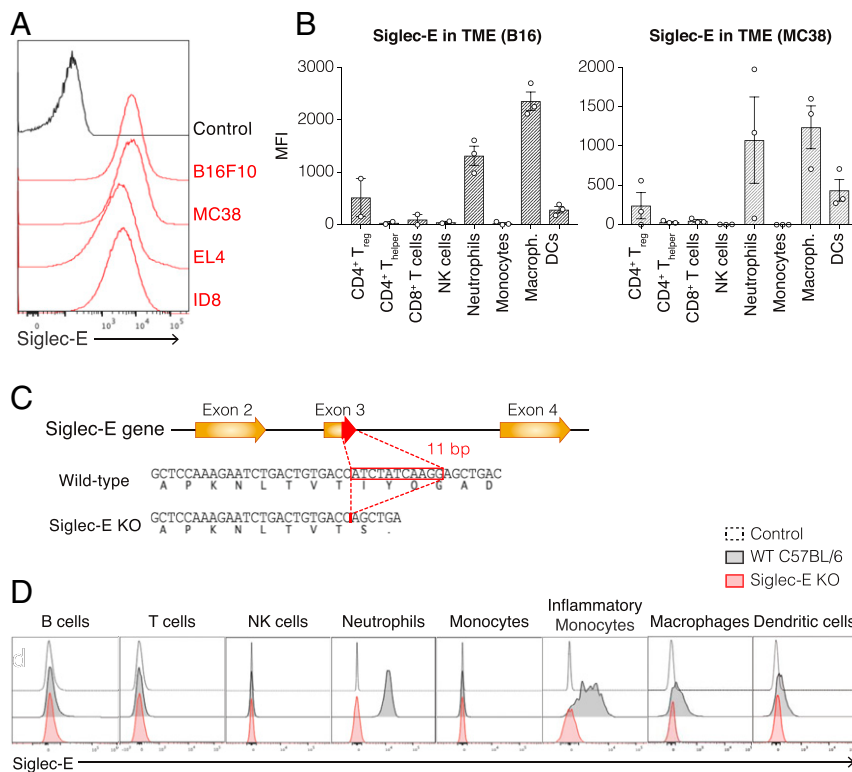 A
Control
B16F10
MC38
EL4
ID8
0 10³ 10⁴ 10⁵
Siglec-E
B
Siglec-E in TME (B16)
MFI
3000
2000
1000
0
CD4⁺ Treg
CD4⁺ Thelper
CD8⁺ T cells
NK cells
Neutrophils
Monocytes
Macroph.
DCs
Siglec-E in TME (MC38)
2000
1500
1000
500
0
CD4⁺ Treg
CD4⁺ Thelper
CD8⁺ T cells
NK cells
Neutrophils
Monocytes
Macroph.
DCs
C
Exon 2 Exon 3 Exon 4
Siglec-E gene
11 bp
Wild-type
GCTCCAAAGAATCTGACTGTGACCATCTATCAAGGAGCTGAC
A P K N L T V T I Y Q G A D
Siglec-E KO
GCTCCAAAGAATCTGACTGTGACCAGCTGA
A P K N L T V T S .
Control
WT C57BL/6
Siglec-E KO
D
B cells
T cells
NK cells
Neutrophils
Monocytes
Inflammatory
Monocytes
Macrophages
Dendritic cells
d
Siglec-E